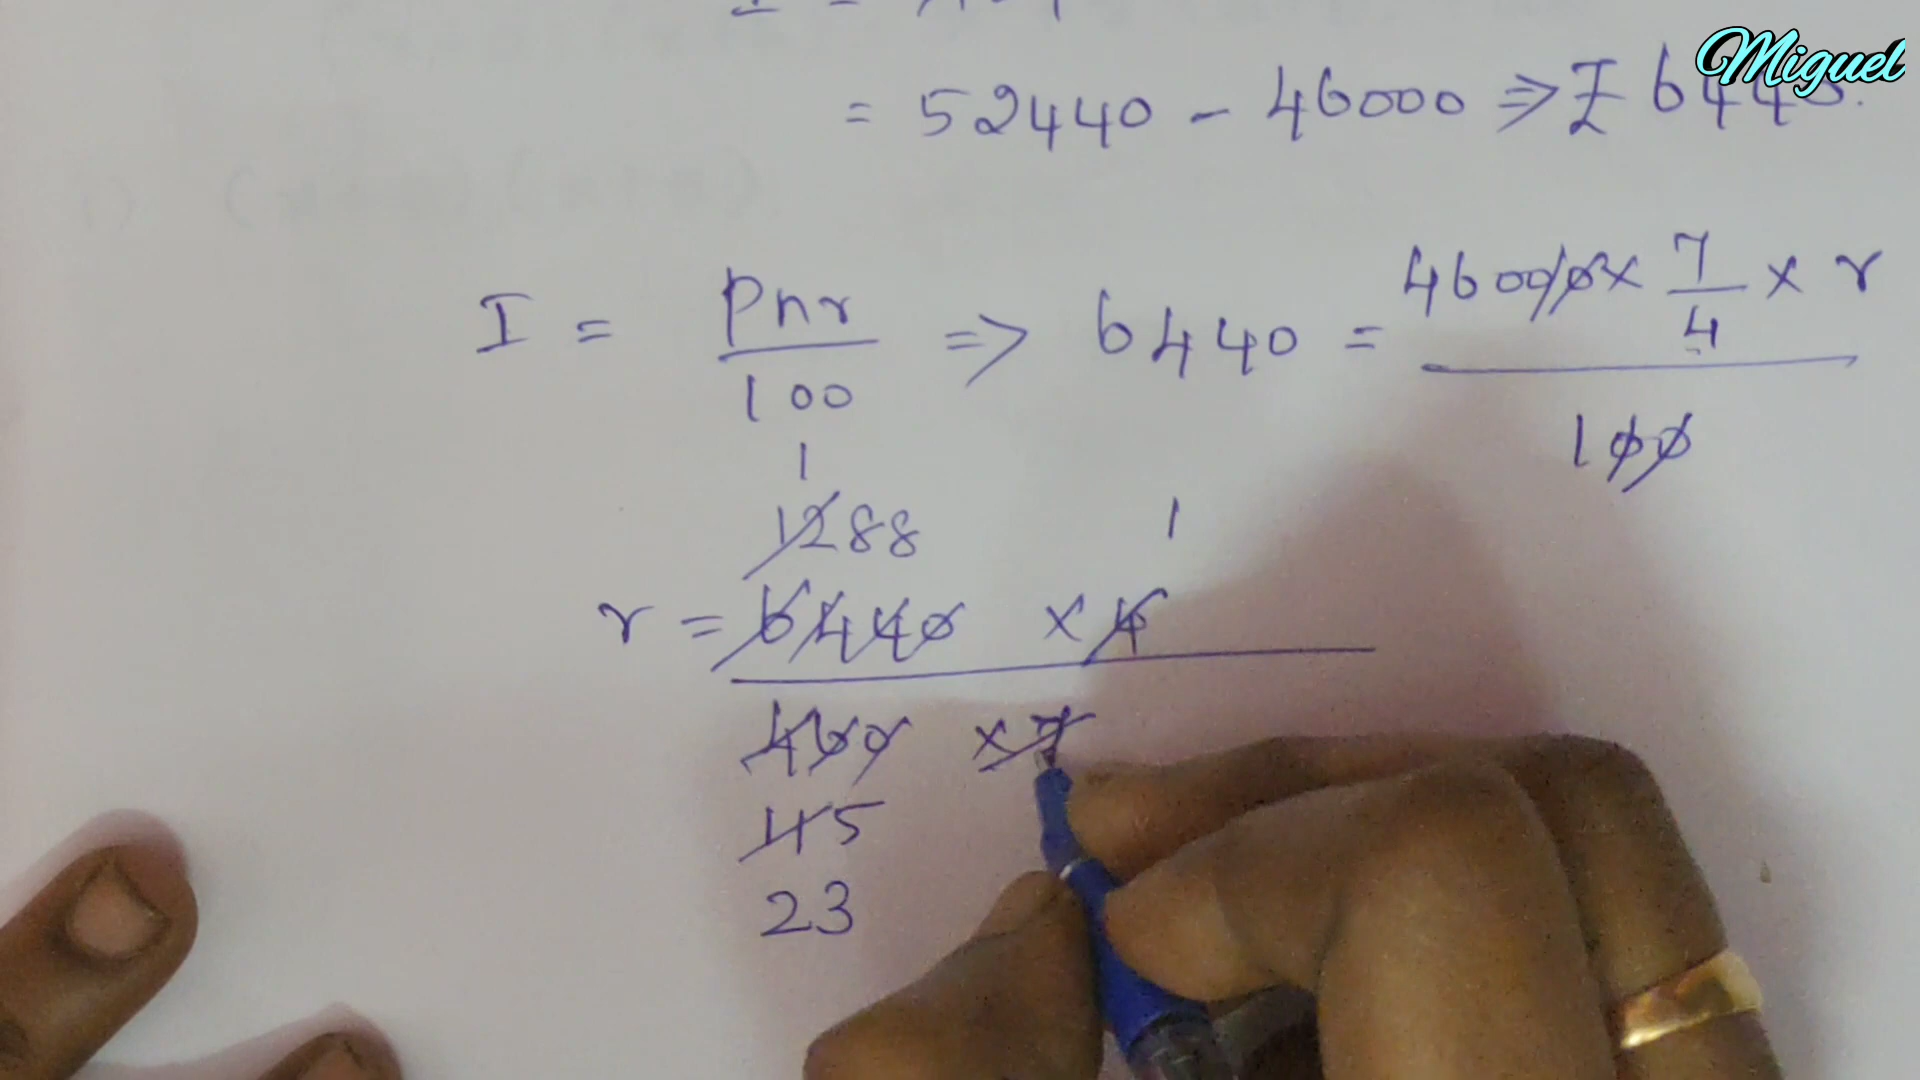 Miguel
= 52440 - 46000 => ₹ 6440.
I = Pnr/100 => 6440 = 46000 x 7/4 x r / 100
1
1288 1
r = 6440 x 4
460 x 7
115
23